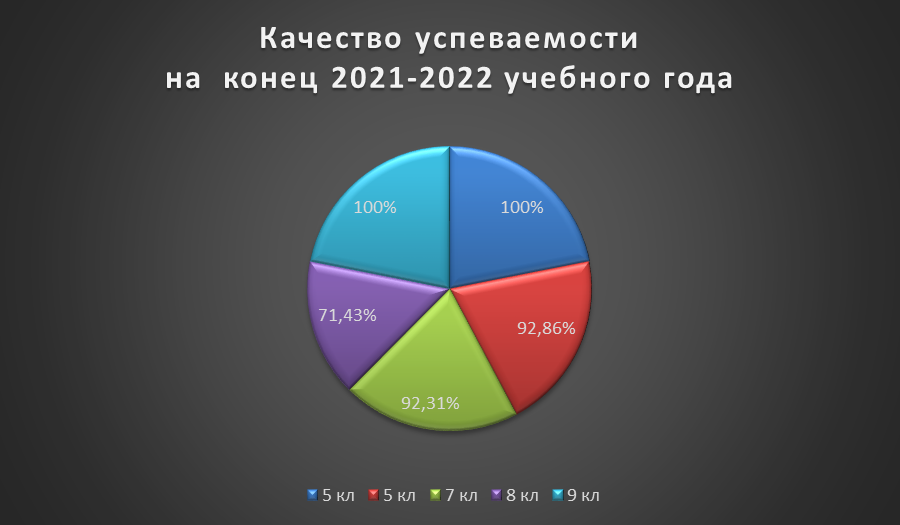 Качество успеваемости
на  конец 2021-2022 учебного года
100%
100%
71,43%
92,86%
92,31%
5 кл
5 кл
7 кл
8 кл
9 кл